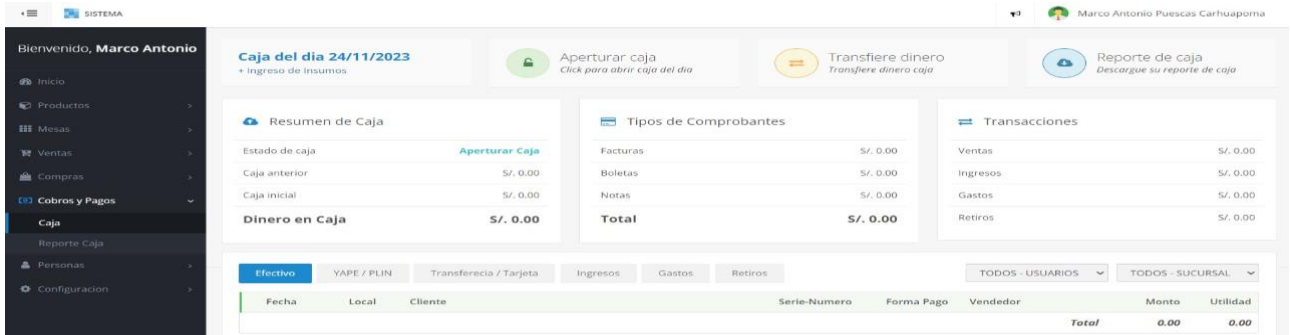 SISTEMA
Marco Antonio Puescas Carhuapoma
Bienvenido, Marco Antonio
Inicio
Productos
Mesas
Ventas
Compras
Cobros y Pagos
Caja
Reporte Caja
Personas
Configuracion
Caja del dia 24/11/2023
+ Ingreso de Insumos
Aperturar caja
Click para abrir caja del dia
Transfiere dinero
Transfiere dinero caja
Reporte de caja
Descargue su reporte de caja
Resumen de Caja
Estado de caja Aperturar Caja
Caja anterior S/. 0.00
Caja inicial S/. 0.00
Dinero en Caja S/. 0.00
Tipos de Comprobantes
Facturas S/. 0.00
Boletas S/. 0.00
Notas S/. 0.00
Total S/. 0.00
Transacciones
Ventas S/. 0.00
Ingresos S/. 0.00
Gastos S/. 0.00
Retiros S/. 0.00
Efectivo YAPE / PLIN Transferecia / Tarjeta Ingresos Gastos Retiros TODOS - USUARIOS TODOS - SUCURSAL
Fecha Local Cliente Serie-Numero Forma Pago Vendedor Monto Utilidad
Total 0.00 0.00